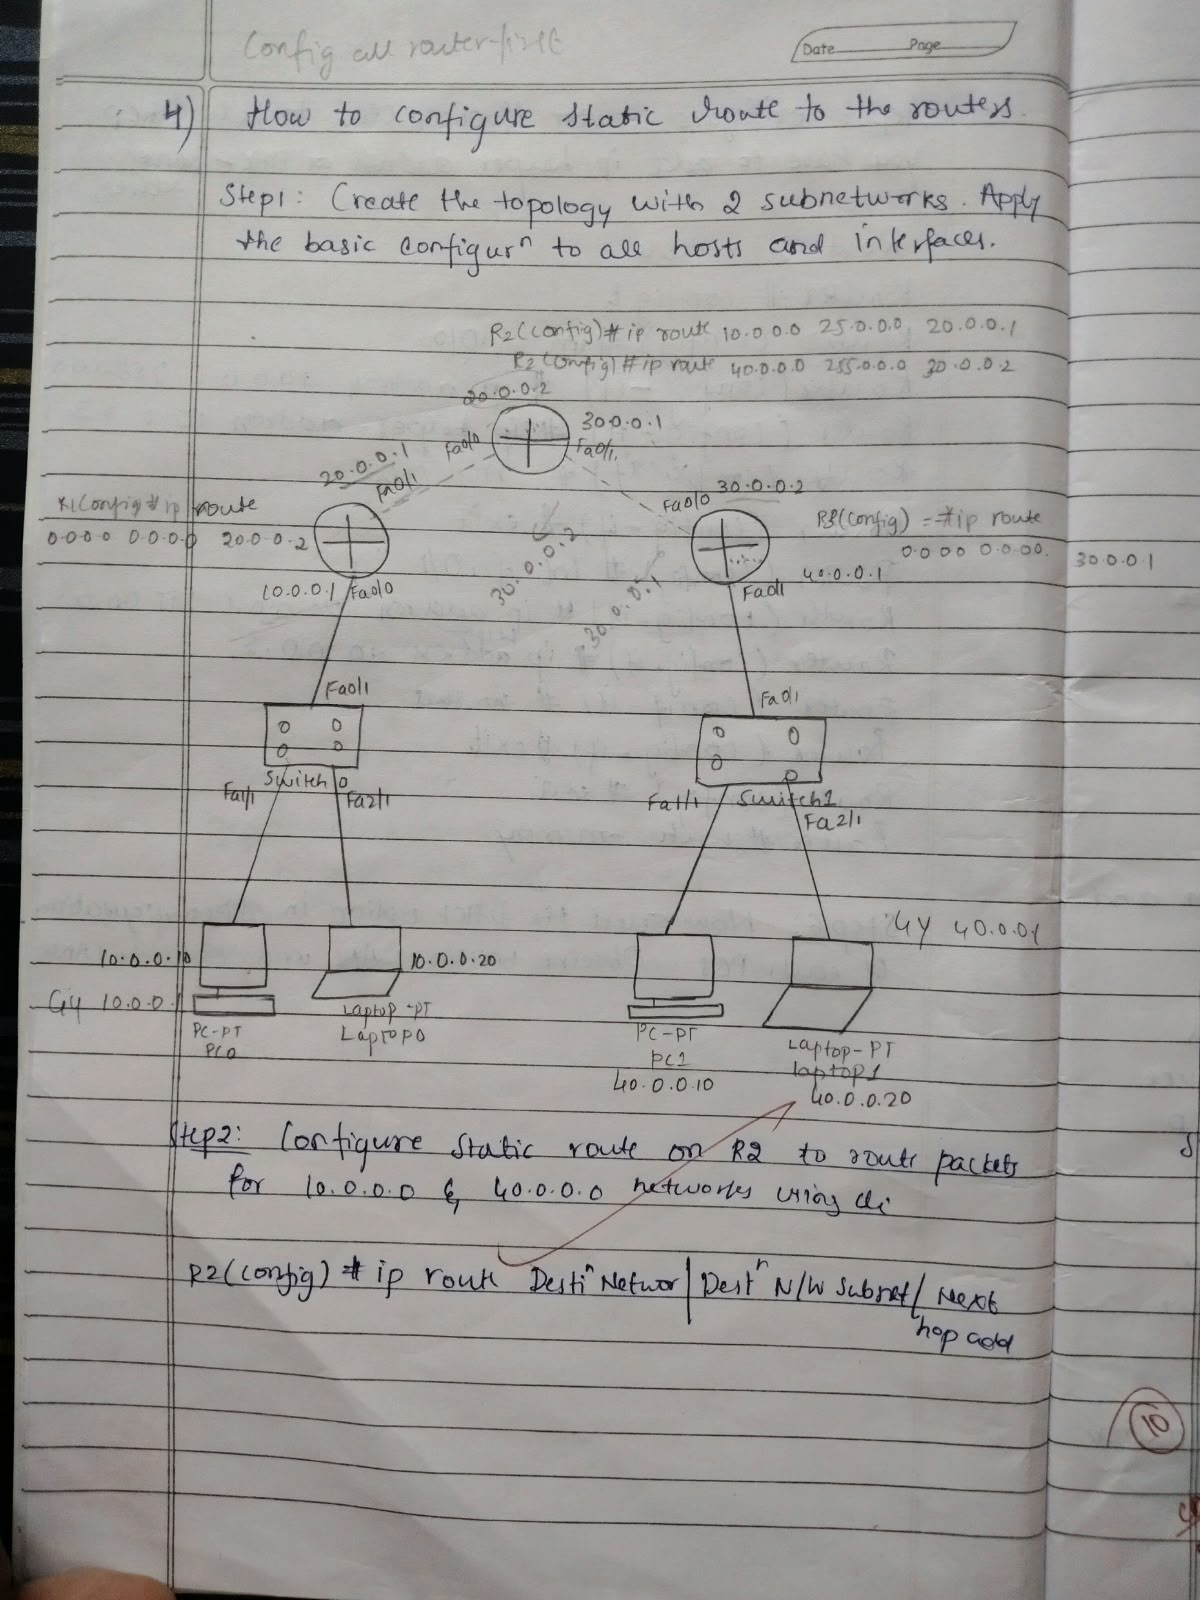 Config all router first
Date Page
4) How to configure static route to the routers.
Step1: Create the topology with 2 subnetworks. Apply
the basic configurⁿ to all hosts and interfaces.
R2(config)# ip route 10.0.0.0 25.0.0.0 20.0.0.1
R2(config)# ip route 40.0.0.0 255.0.0.0 30.0.0.2
20.0.0.2
30.0.0.1
Fa0/0
Fa0/1.
20.0.0.1
Fa0/1
Fa0/0
30.0.0.2
R1Config# ip route
0.0.0.0 0.0.0.0 20.0.0.2
R3(config) =#ip route
0.0.0.0 0.0.0.0. 30.0.0.1
30.0.0.2
30.0.0.1
10.0.0.1 Fa0/0
40.0.0.1
Fa0/1
Fa0/1
Fa0/1
Switch 0
Fa1/1
Fa2/1
Switch1
Fa1/1
Fa2/1
GY 40.0.0.1
10.0.0.10
10.0.0.20
GY 10.0.0.1
PC-PT
PC0
Laptop-PT
Laptop0
PC-PT
PC1
40.0.0.10
Laptop-PT
laptop1
40.0.0.20
Step2: Configure static route on R2 to route packets
for 10.0.0.0 & 40.0.0.0 networks using cli
R2(config) # ip route Destiⁿ Networ | Destⁿ N/W Subnet / Next
hop add
10